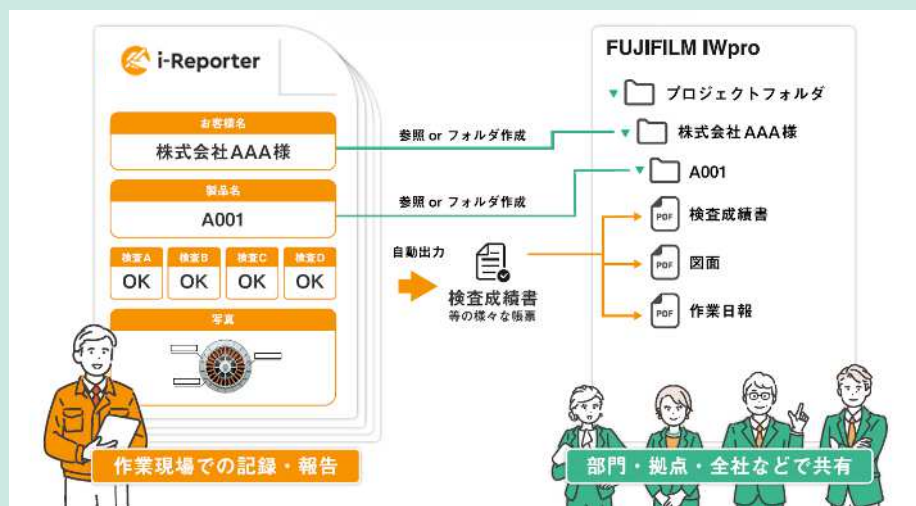 i-Reporter
お客様名
株式会社AAA様
製品名
A001
検査A
検査B
検査C
検査D
OK
OK
OK
OK
写真
作業現場での記録・報告
参照 or フォルダ作成
参照 or フォルダ作成
自動出力
検査成績書
等の様々な帳票
FUJIFILM IWpro
プロジェクトフォルダ
株式会社AAA様
A001
PDF 検査成績書
PDF 図面
PDF 作業日報
部門・拠点・全社などで共有